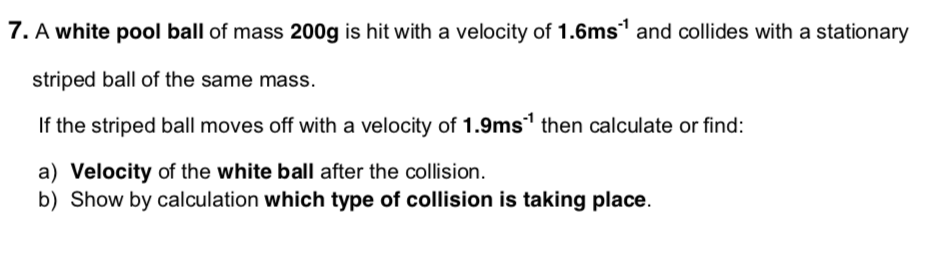 7. A white pool ball of mass 200g is hit with a velocity of 1.6ms⁻¹ and collides with a stationary
striped ball of the same mass.
If the striped ball moves off with a velocity of 1.9ms⁻¹ then calculate or find:
a) Velocity of the white ball after the collision.
b) Show by calculation which type of collision is taking place.